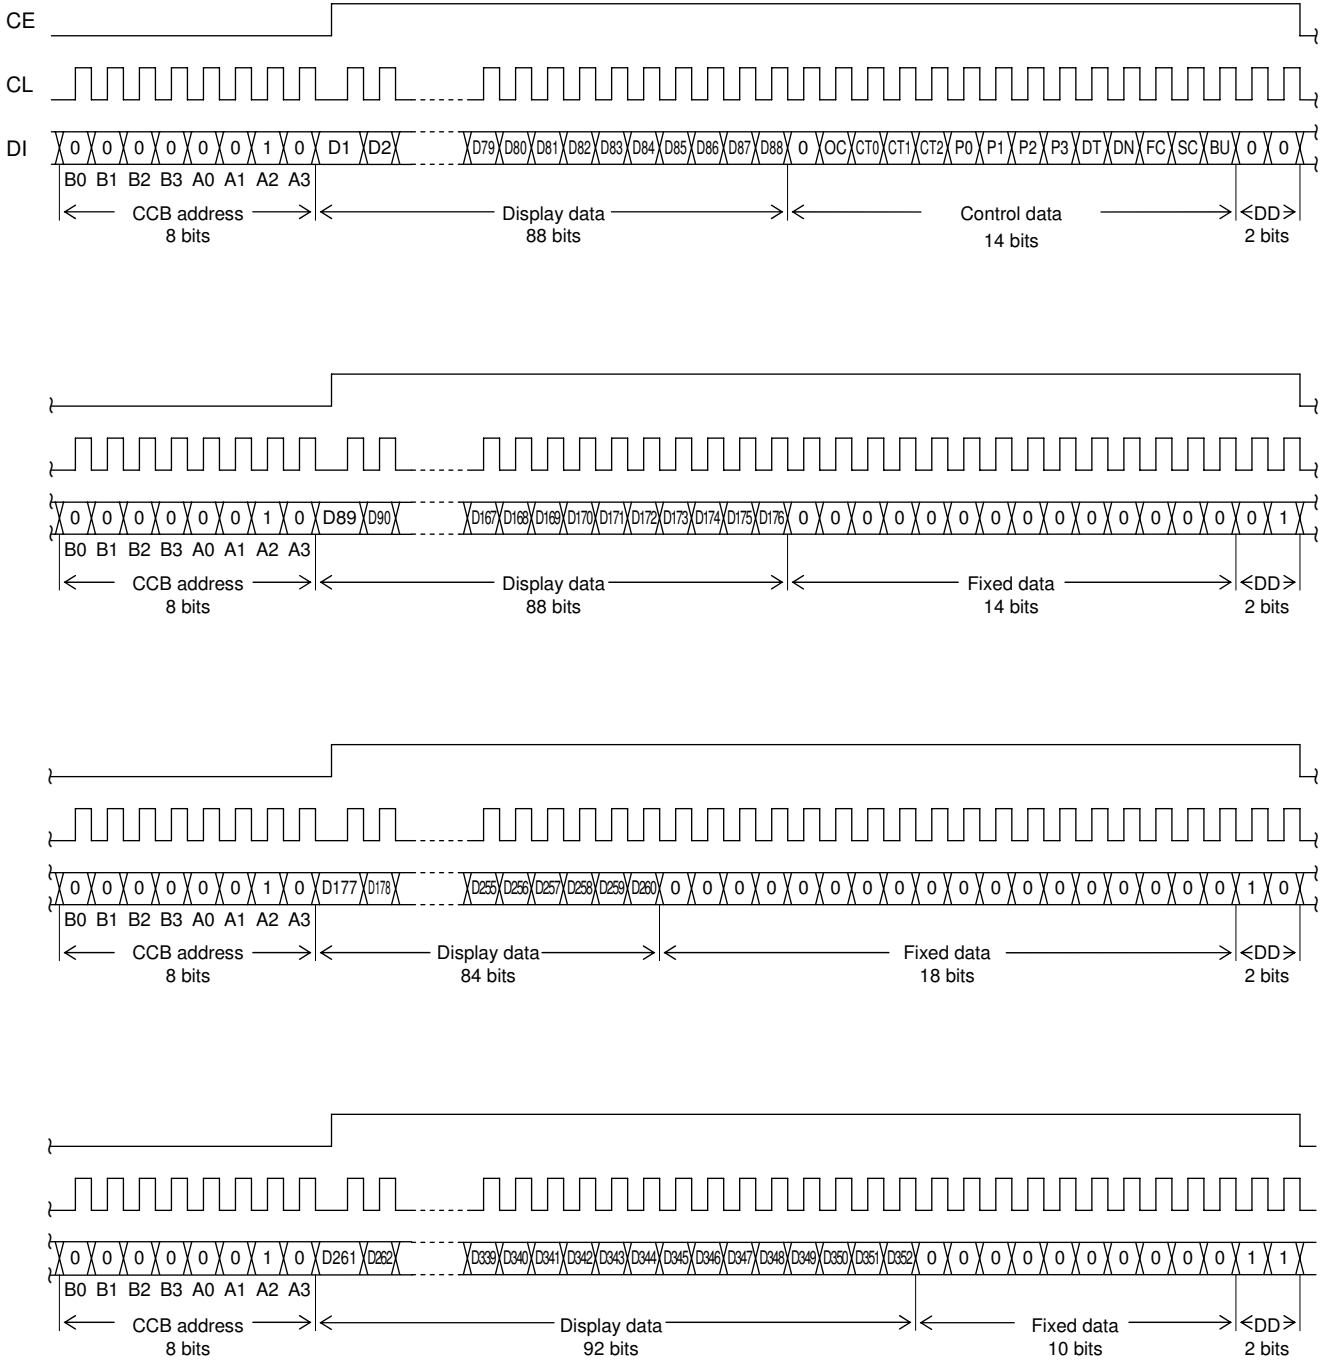 CE
CL
DI 0 0 0 0 0 0 1 0 D1 D2 D79 D80 D81 D82 D83 D84 D85 D86 D87 D88 0 OC CT0 CT1 CT2 P0 P1 P2 P3 DT DN FC SC BU 0 0
B0 B1 B2 B3 A0 A1 A2 A3
CCB address Display data Control data DD
8 bits 88 bits 14 bits 2 bits
0 0 0 0 0 0 1 0 D89 D90 D167 D168 D169 D170 D171 D172 D173 D174 D175 D176 0 0 0 0 0 0 0 0 0 0 0 0 0 0 0 1
B0 B1 B2 B3 A0 A1 A2 A3
CCB address Display data Fixed data DD
8 bits 88 bits 14 bits 2 bits
0 0 0 0 0 0 1 0 D177 D178 D255 D256 D257 D258 D259 D260 0 0 0 0 0 0 0 0 0 0 0 0 0 0 0 0 0 0 1 0
B0 B1 B2 B3 A0 A1 A2 A3
CCB address Display data Fixed data DD
8 bits 84 bits 18 bits 2 bits
0 0 0 0 0 0 1 0 D261 D262 D339 D340 D341 D342 D343 D344 D345 D346 D347 D348 D349 D350 D351 D352 0 0 0 0 0 0 0 0 0 0 1 1
B0 B1 B2 B3 A0 A1 A2 A3
CCB address Display data Fixed data DD
8 bits 92 bits 10 bits 2 bits